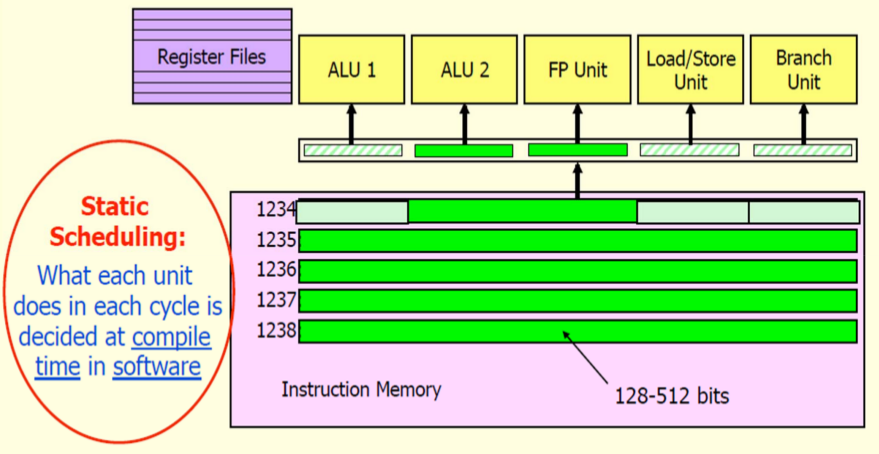 Register Files
ALU 1
ALU 2
FP Unit
Load/Store
Unit
Branch
Unit
Static
Scheduling:
What each unit
does in each cycle is
decided at compile
time in software
1234
1235
1236
1237
1238
Instruction Memory
128-512 bits